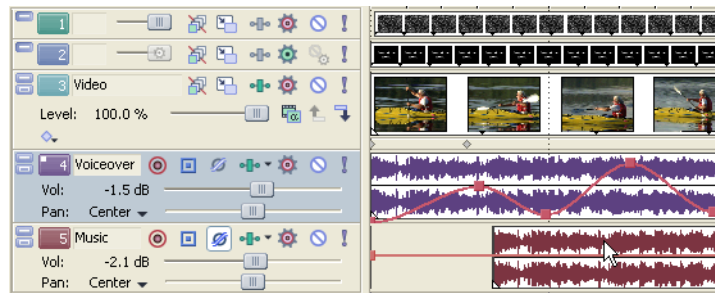 1
2
3 Video
Level: 100.0 %
4 Voiceover
Vol: -1.5 dB
Pan: Center
5 Music
Vol: -2.1 dB
Pan: Center